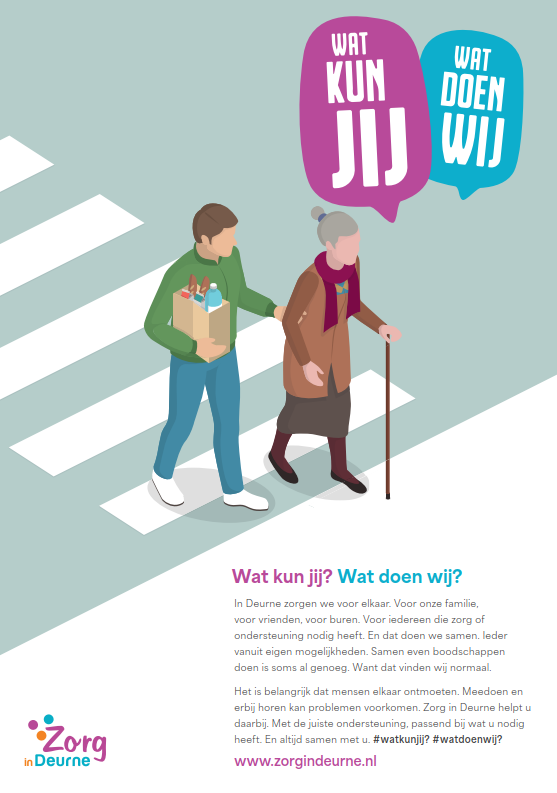 WAT
KUN
JIJ
WAT
DOEN
WIJ
Wat kun jij? Wat doen wij?
In Deurne zorgen we voor elkaar. Voor onze familie,
voor vrienden, voor buren. Voor iedereen die zorg of
ondersteuning nodig heeft. En dat doen we samen. Ieder
vanuit eigen mogelijkheden. Samen even boodschappen
doen is soms al genoeg. Want dat vinden wij normaal.
Het is belangrijk dat mensen elkaar ontmoeten. Meedoen en
erbij horen kan problemen voorkomen. Zorg in Deurne helpt u
daarbij. Met de juiste ondersteuning, passend bij wat u nodig
heeft. En altijd samen met u. #watkunjij? #watdoenwij?
www.zorgindeurne.nl
Zorg
in Deurne